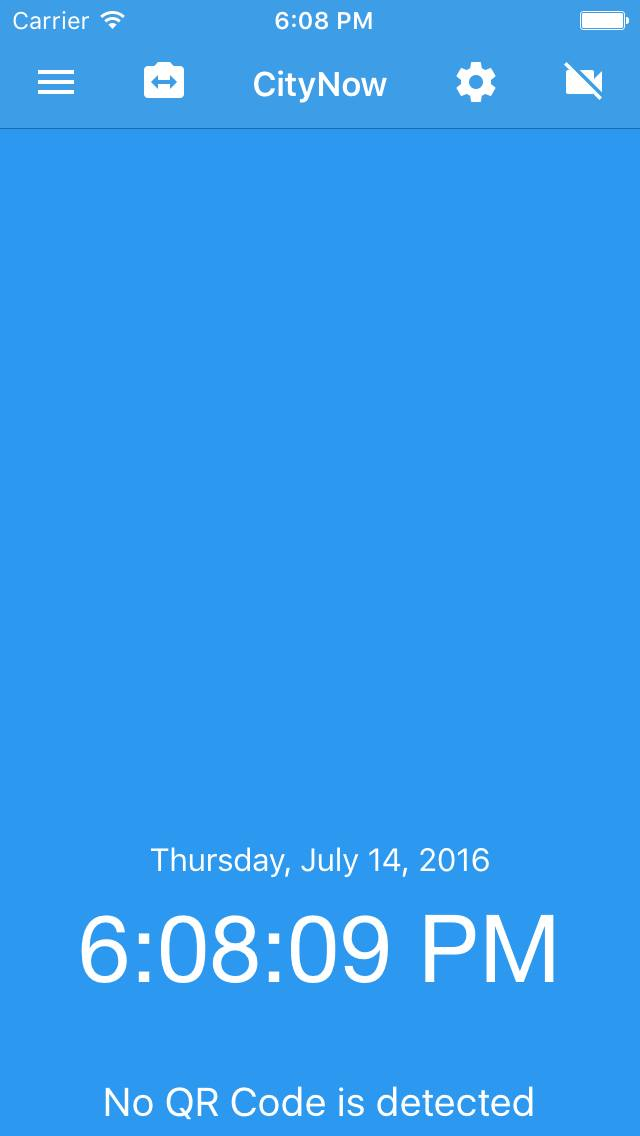 Carrier 6:08 PM
CityNow
Thursday, July 14, 2016
6:08:09 PM
No QR Code is detected